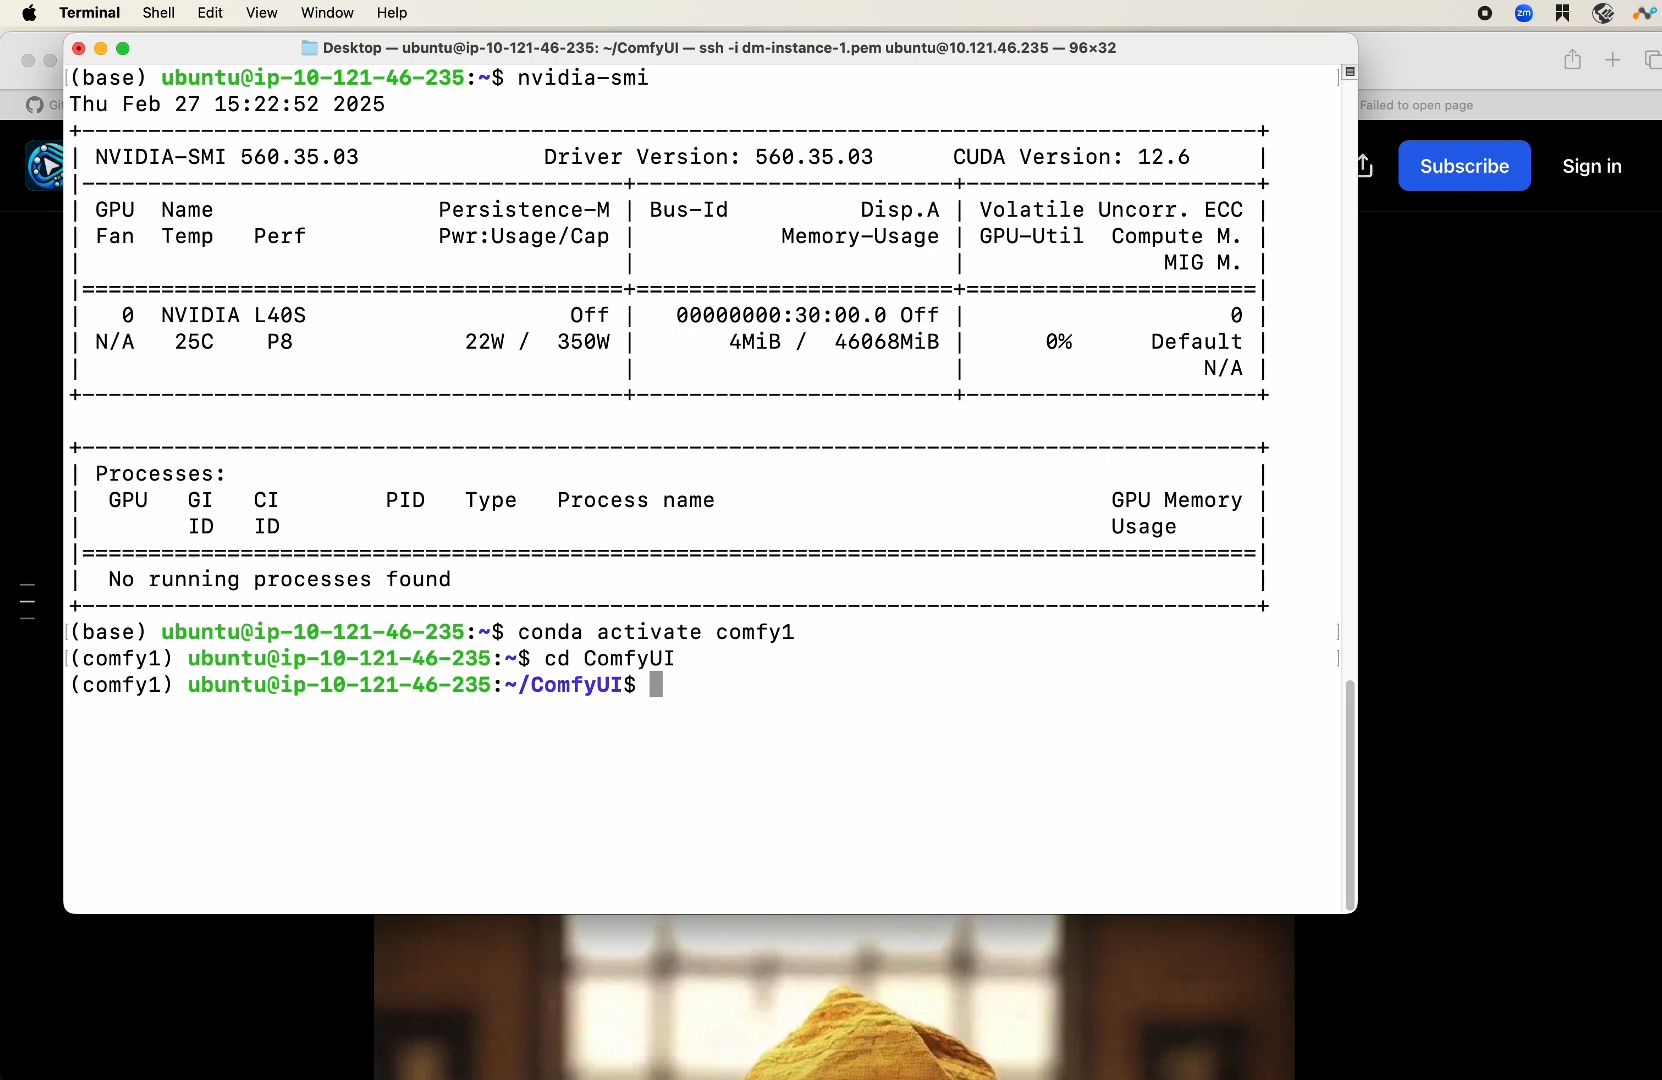 Terminal Shell Edit View Window Help
zm
Desktop — ubuntu@ip-10-121-46-235: ~/ComfyUI — ssh -i dm-instance-1.pem ubuntu@10.121.46.235 — 96×32
Failed to open page
Subscribe
Sign in
(base) ubuntu@ip-10-121-46-235:~$ nvidia-smi
Thu Feb 27 15:22:52 2025
+-----------------------------------------------------------------------------------------+
| NVIDIA-SMI 560.35.03              Driver Version: 560.35.03      CUDA Version: 12.6     |
|-----------------------------------------+------------------------+----------------------+
| GPU  Name                 Persistence-M | Bus-Id          Disp.A | Volatile Uncorr. ECC |
| Fan  Temp   Perf          Pwr:Usage/Cap |           Memory-Usage | GPU-Util  Compute M. |
|                                         |                        |               MIG M. |
|=========================================+========================+======================|
|   0  NVIDIA L40S                    Off |   00000000:30:00.0 Off |                    0 |
| N/A   25C    P8              22W /  350W |       4MiB /  46068MiB |      0%      Default |
|                                         |                        |                  N/A |
+-----------------------------------------+------------------------+----------------------+
+-----------------------------------------------------------------------------------------+
| Processes:                                                                              |
|  GPU   GI   CI        PID   Type   Process name                              GPU Memory |
|        ID   ID                                                               Usage      |
|=========================================================================================|
|  No running processes found                                                             |
+-----------------------------------------------------------------------------------------+
(base) ubuntu@ip-10-121-46-235:~$ conda activate comfy1
(comfy1) ubuntu@ip-10-121-46-235:~$ cd ComfyUI
(comfy1) ubuntu@ip-10-121-46-235:~/ComfyUI$